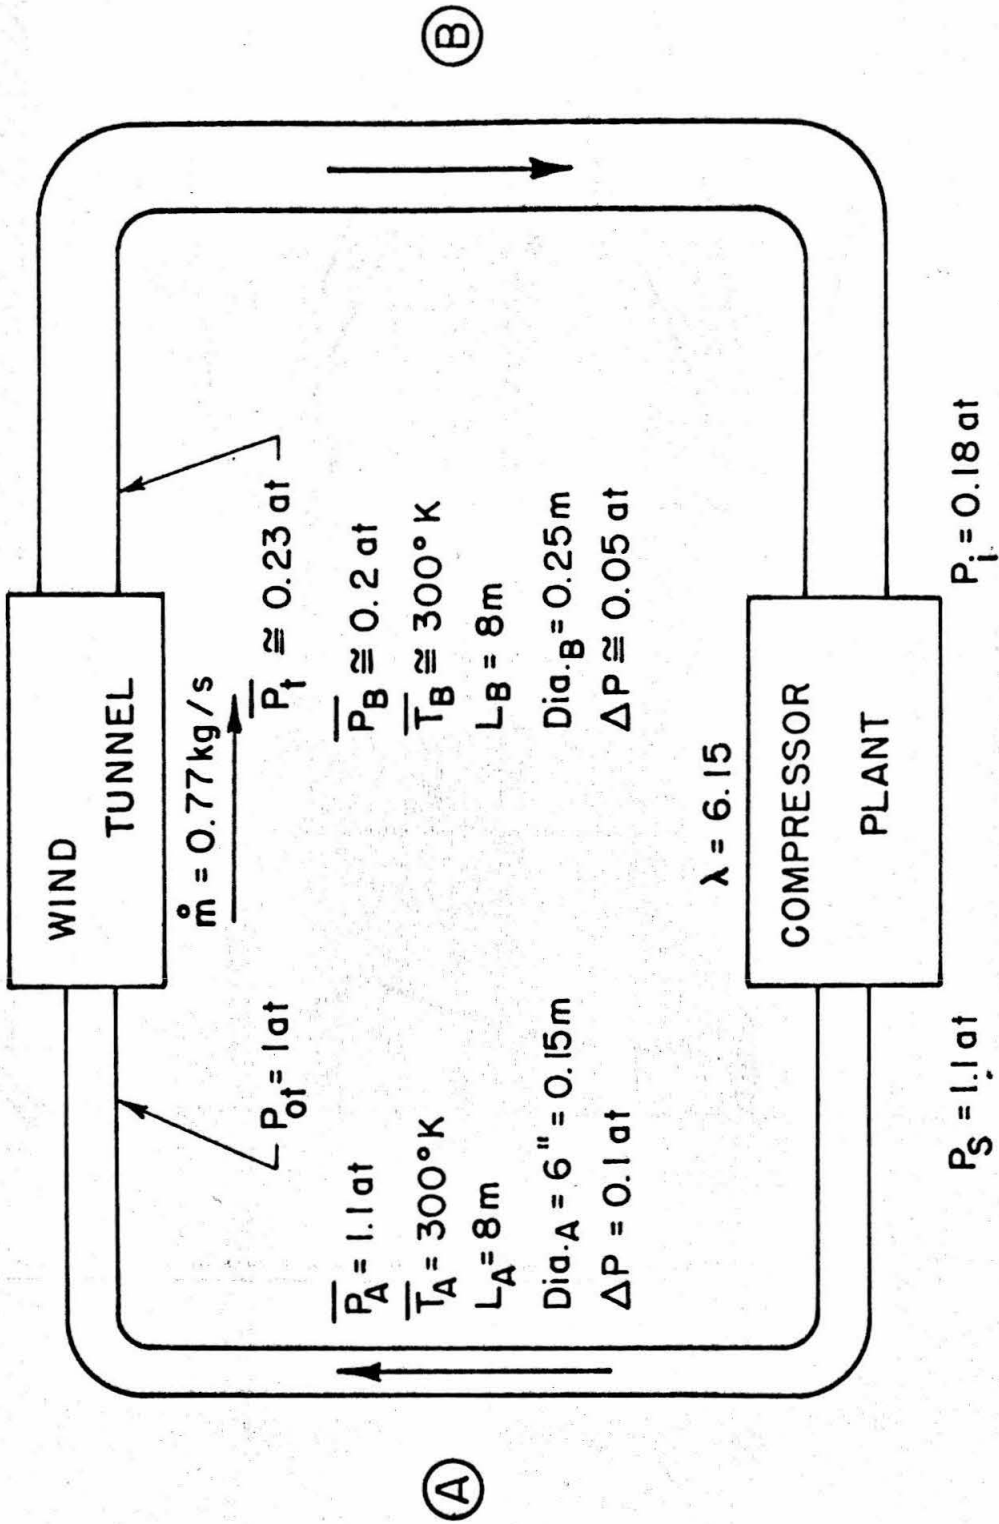 WIND
TUNNEL
ṁ = 0.77 kg/s
P̅t ≅ 0.23 at
P̅B ≅ 0.2 at
T̅B ≅ 300° K
LB = 8m
Dia.B = 0.25m
ΔP ≅ 0.05 at
Pot = 1at
P̅A = 1.1 at
T̅A = 300°K
LA = 8m
Dia.A = 6" = 0.15m
ΔP = 0.1 at
Ⓐ
Ⓑ
λ = 6.15
COMPRESSOR
PLANT
PS = 1.1 at
Pi = 0.18 at